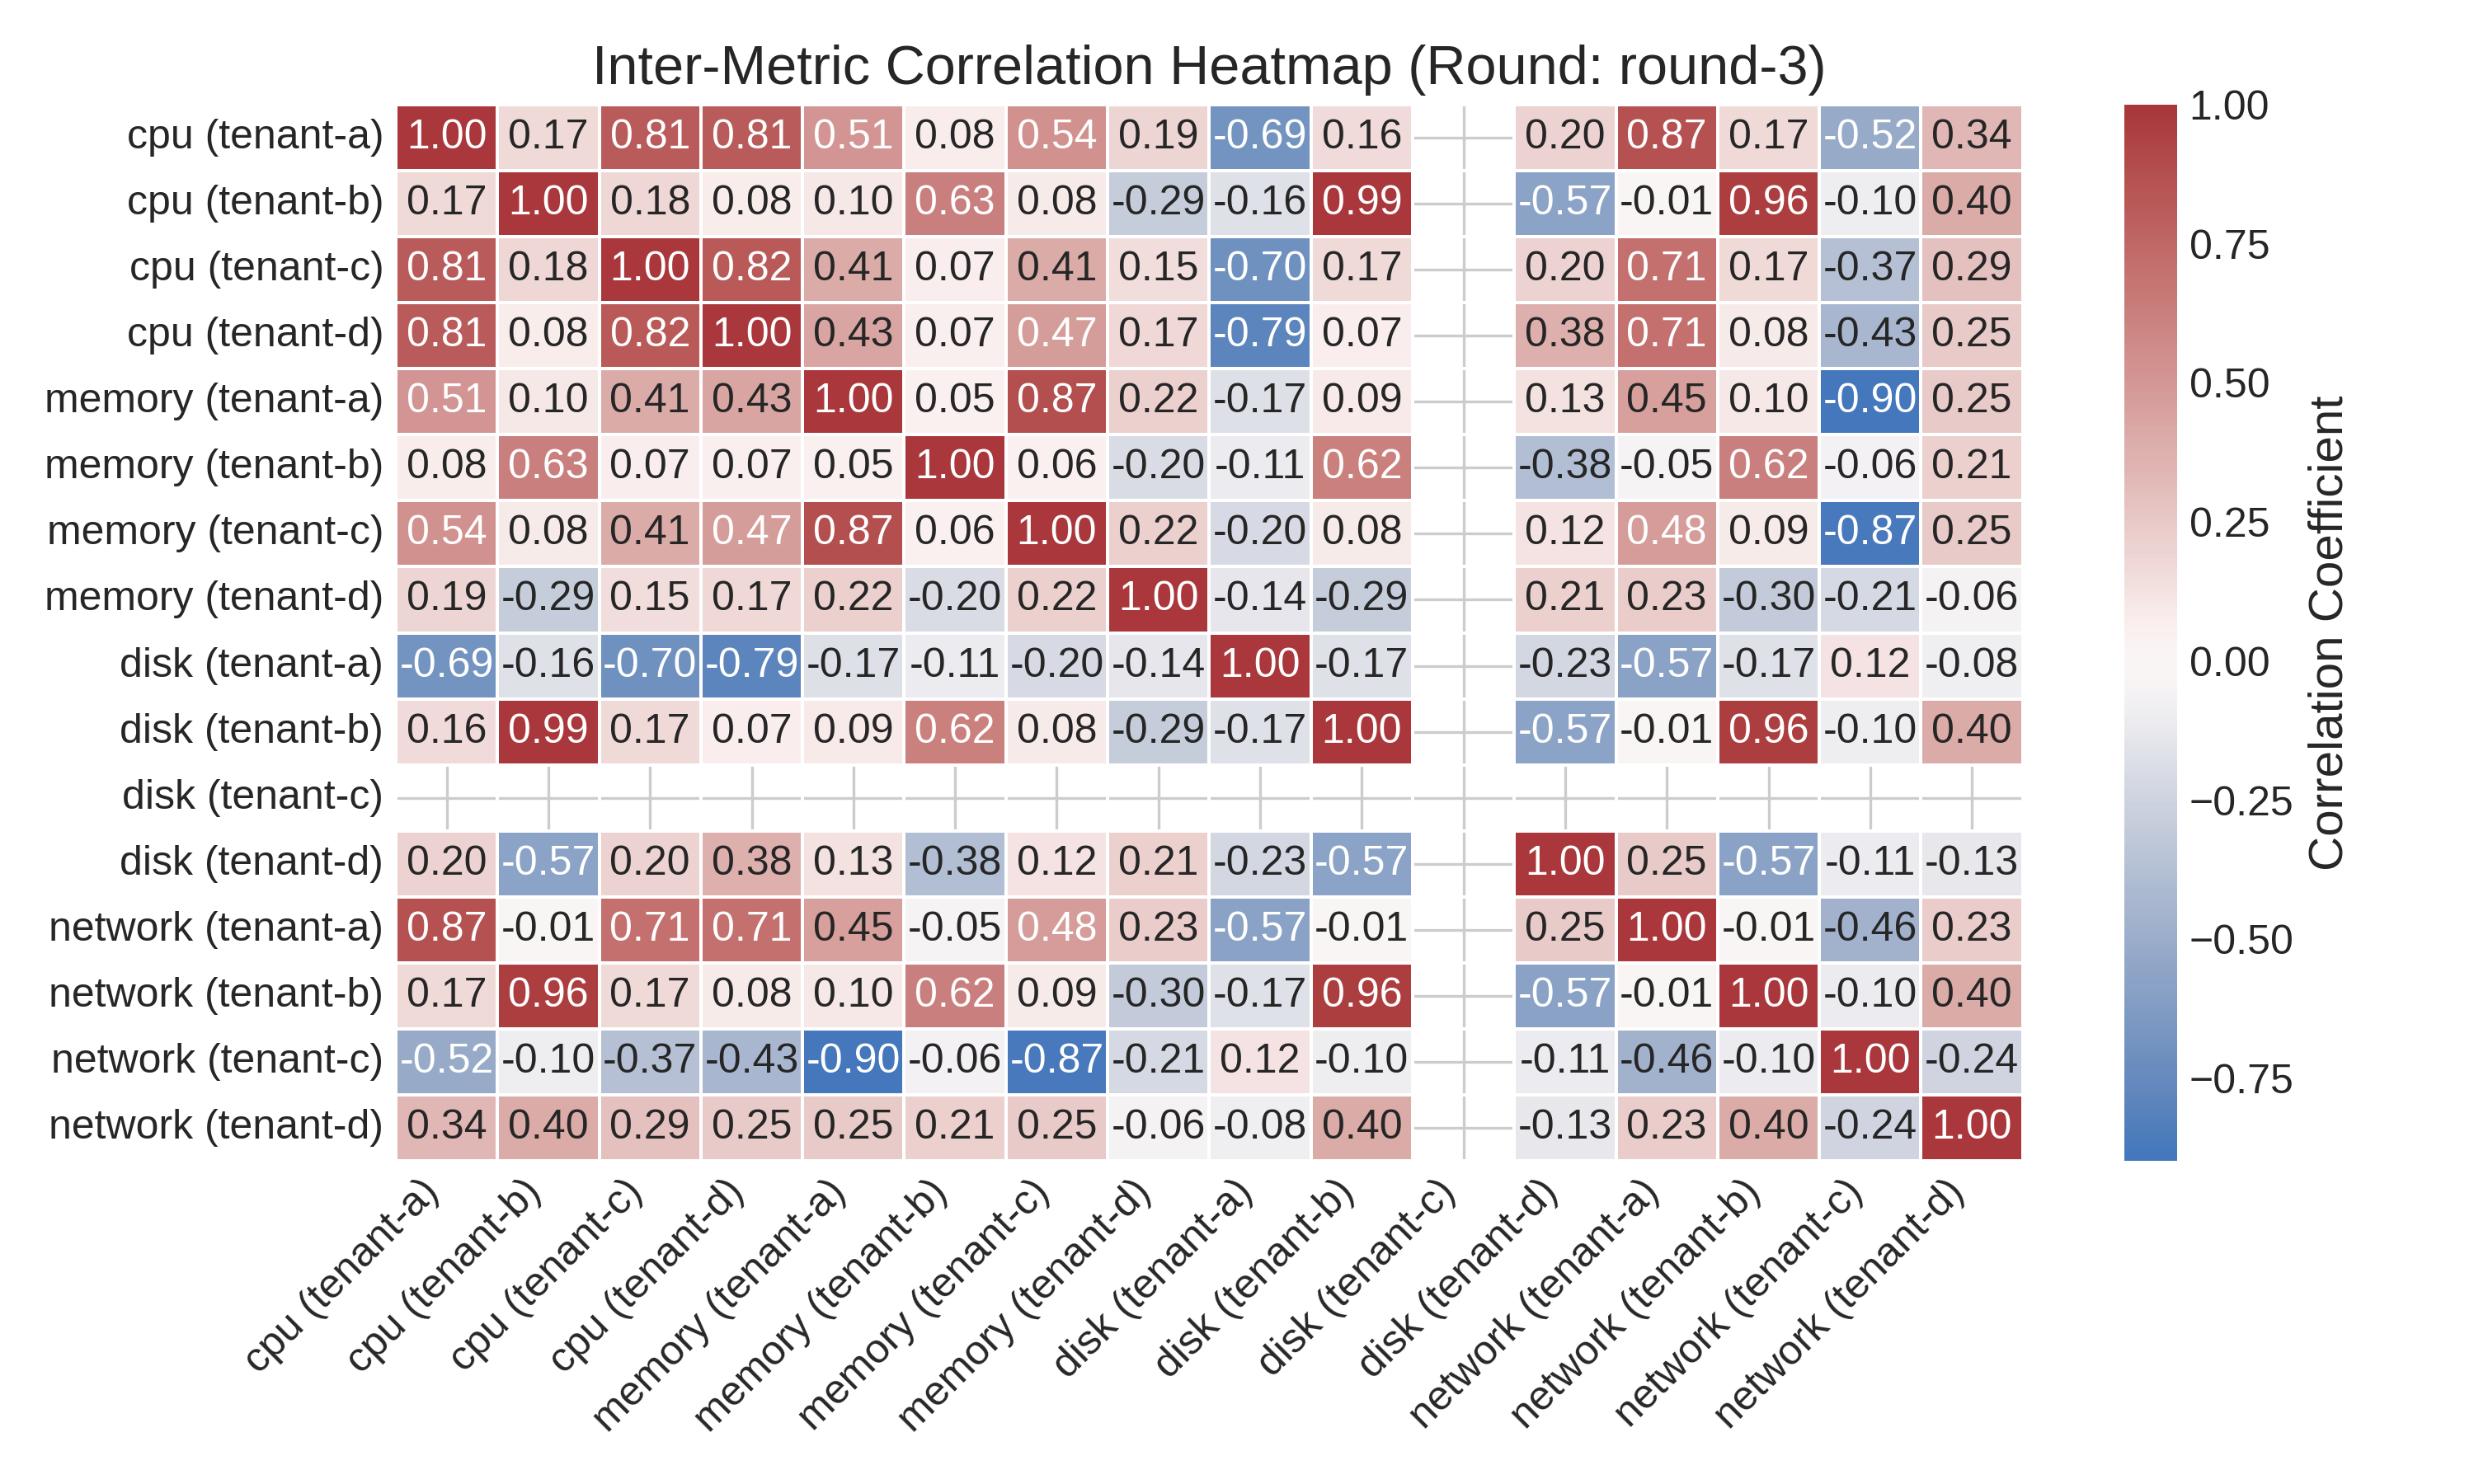 Inter-Metric Correlation Heatmap (Round: round-3)
cpu (tenant-a) 1.00 0.17 0.81 0.81 0.51 0.08 0.54 0.19 -0.69 0.16 0.20 0.87 0.17 -0.52 0.34
cpu (tenant-b) 0.17 1.00 0.18 0.08 0.10 0.63 0.08 -0.29 -0.16 0.99 -0.57 -0.01 0.96 -0.10 0.40
cpu (tenant-c) 0.81 0.18 1.00 0.82 0.41 0.07 0.41 0.15 -0.70 0.17 0.20 0.71 0.17 -0.37 0.29
cpu (tenant-d) 0.81 0.08 0.82 1.00 0.43 0.07 0.47 0.17 -0.79 0.07 0.38 0.71 0.08 -0.43 0.25
memory (tenant-a) 0.51 0.10 0.41 0.43 1.00 0.05 0.87 0.22 -0.17 0.09 0.13 0.45 0.10 -0.90 0.25
memory (tenant-b) 0.08 0.63 0.07 0.07 0.05 1.00 0.06 -0.20 -0.11 0.62 -0.38 -0.05 0.62 -0.06 0.21
memory (tenant-c) 0.54 0.08 0.41 0.47 0.87 0.06 1.00 0.22 -0.20 0.08 0.12 0.48 0.09 -0.87 0.25
memory (tenant-d) 0.19 -0.29 0.15 0.17 0.22 -0.20 0.22 1.00 -0.14 -0.29 0.21 0.23 -0.30 -0.21 -0.06
disk (tenant-a) -0.69 -0.16 -0.70 -0.79 -0.17 -0.11 -0.20 -0.14 1.00 -0.17 -0.23 -0.57 -0.17 0.12 -0.08
disk (tenant-b) 0.16 0.99 0.17 0.07 0.09 0.62 0.08 -0.29 -0.17 1.00 -0.57 -0.01 0.96 -0.10 0.40
disk (tenant-c)
disk (tenant-d) 0.20 -0.57 0.20 0.38 0.13 -0.38 0.12 0.21 -0.23 -0.57 1.00 0.25 -0.57 -0.11 -0.13
network (tenant-a) 0.87 -0.01 0.71 0.71 0.45 -0.05 0.48 0.23 -0.57 -0.01 0.25 1.00 -0.01 -0.46 0.23
network (tenant-b) 0.17 0.96 0.17 0.08 0.10 0.62 0.09 -0.30 -0.17 0.96 -0.57 -0.01 1.00 -0.10 0.40
network (tenant-c) -0.52 -0.10 -0.37 -0.43 -0.90 -0.06 -0.87 -0.21 0.12 -0.10 -0.11 -0.46 -0.10 1.00 -0.24
network (tenant-d) 0.34 0.40 0.29 0.25 0.25 0.21 0.25 -0.06 -0.08 0.40 -0.13 0.23 0.40 -0.24 1.00
cpu (tenant-a)
cpu (tenant-b)
cpu (tenant-c)
cpu (tenant-d)
memory (tenant-a)
memory (tenant-b)
memory (tenant-c)
memory (tenant-d)
disk (tenant-a)
disk (tenant-b)
disk (tenant-c)
disk (tenant-d)
network (tenant-a)
network (tenant-b)
network (tenant-c)
network (tenant-d)
1.00
0.75
0.50
0.25
0.00
−0.25
−0.50
−0.75
Correlation Coefficient